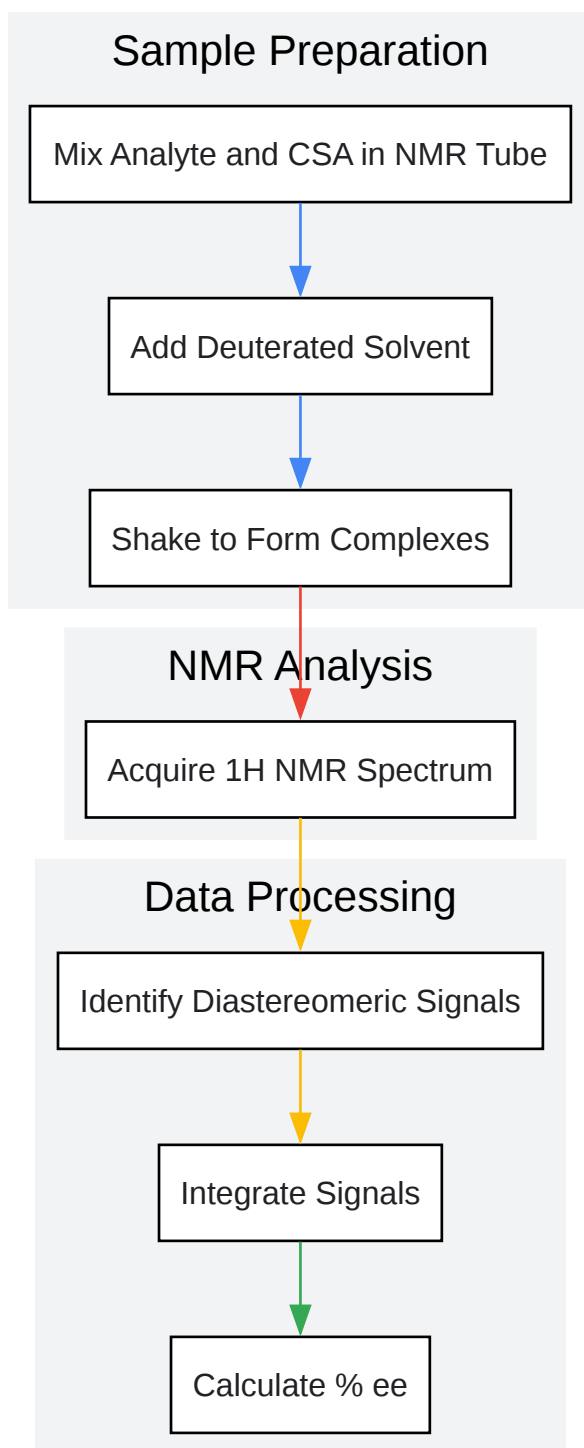 Sample Preparation
Mix Analyte and CSA in NMR Tube
Add Deuterated Solvent
Shake to Form Complexes
NMR Analysis
Acquire 1H NMR Spectrum
Data Processing
Identify Diastereomeric Signals
Integrate Signals
Calculate % ee